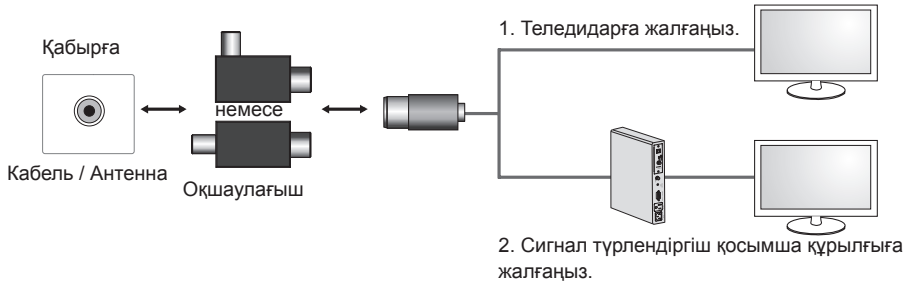 Қабырға
Кабель / Антенна
немесе
Оқшаулағыш
1. Теледидарға жалғаңыз.
2. Сигнал түрлендіргіш қосымша құрылғыға
жалғаңыз.